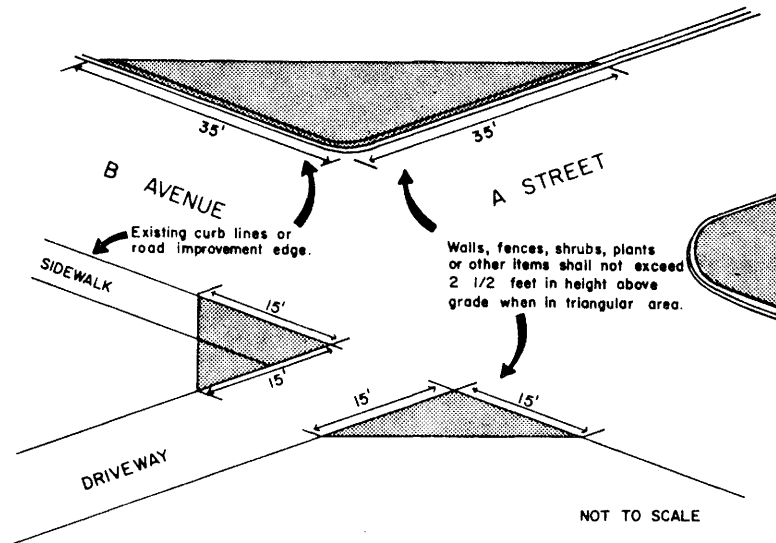 35'
35'
B AVENUE
A STREET
Existing curb lines or
road improvement edge.
Walls, fences, shrubs, plants
or other items shall not exceed
2 1/2 feet in height above
grade when in triangular area.
SIDEWALK
15'
15'
15'
15'
DRIVEWAY
NOT TO SCALE